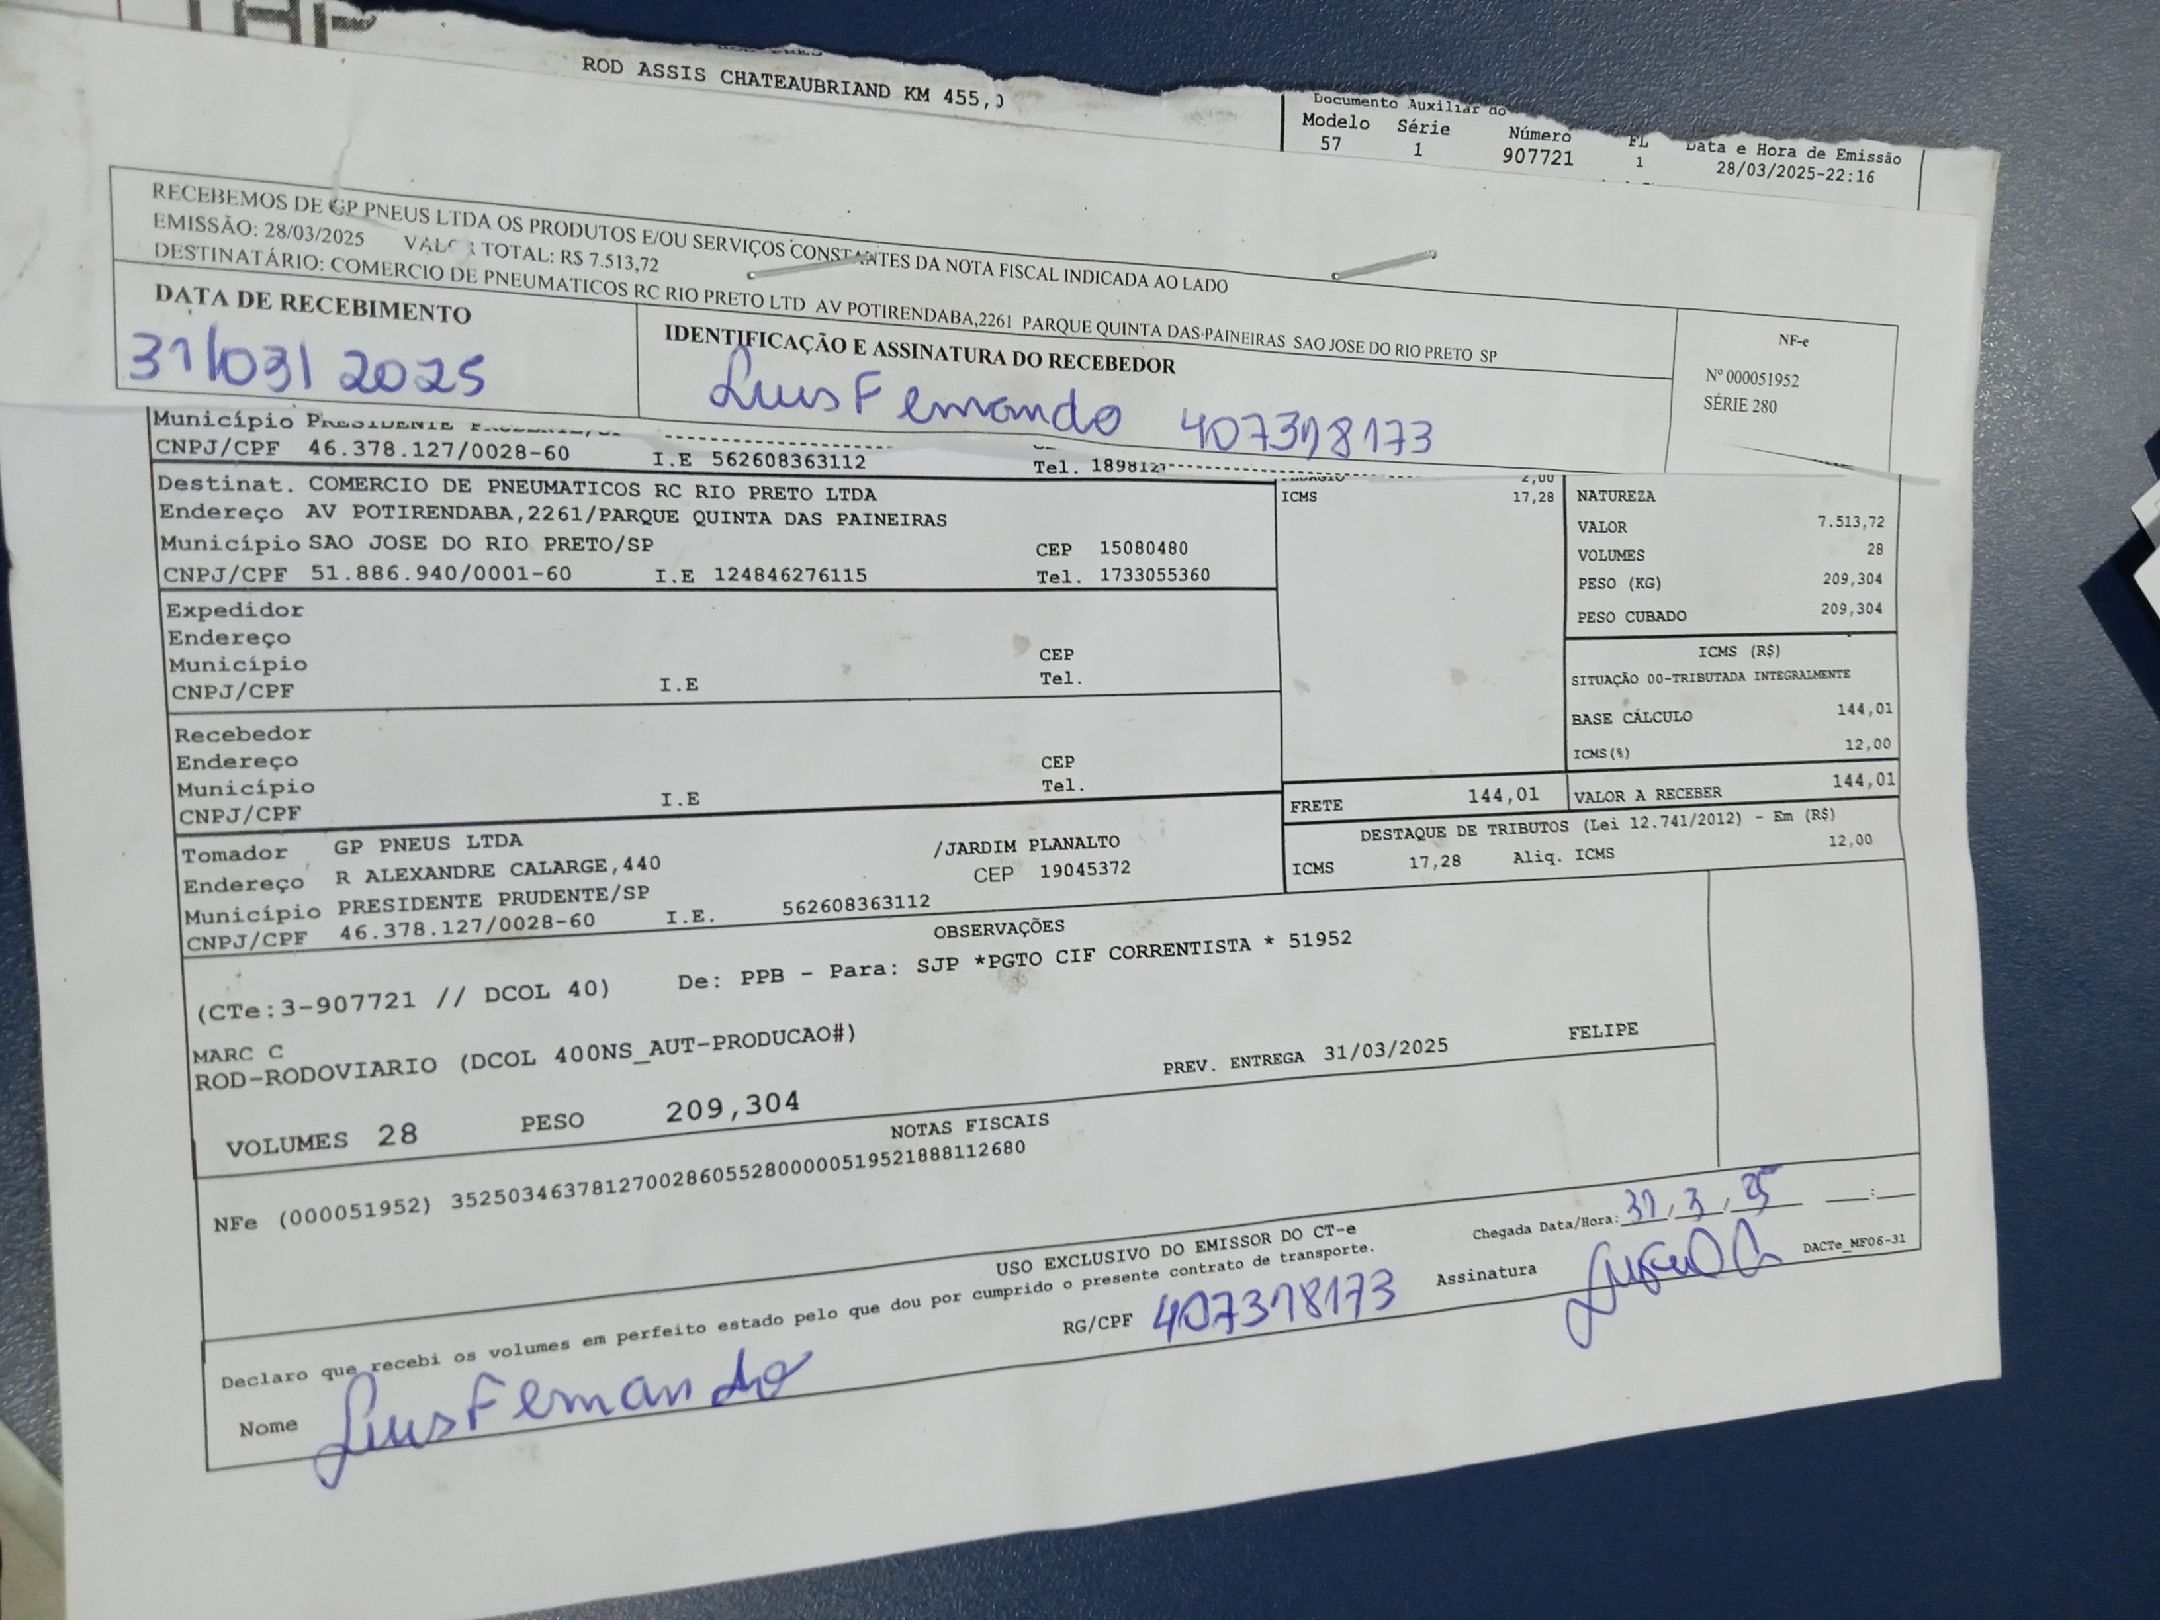 ROD ASSIS CHATEAUBRIAND KM 455,
Documento Auxiliar do
Modelo Série Número FL Data e Hora de Emissão
57 1 907721 1 28/03/2025-22:16
RECEBEMOS DE GP PNEUS LTDA OS PRODUTOS E/OU SERVIÇOS CONSTANTES DA NOTA FISCAL INDICADA AO LADO
EMISSÃO: 28/03/2025 VALOR TOTAL: R$ 7.513,72
DESTINATÁRIO: COMERCIO DE PNEUMATICOS RC RIO PRETO LTD AV POTIRENDABA,2261 PARQUE QUINTA DAS PAINEIRAS SAO JOSE DO RIO PRETO SP
DATA DE RECEBIMENTO
31/03/2025
IDENTIFICAÇÃO E ASSINATURA DO RECEBEDOR
Luis Fernando 407318173
NF-e
Nº 000051952
SÉRIE 280
Município PRESIDENTE
CNPJ/CPF 46.378.127/0028-60 I.E 562608363112 Tel. 1898127
Destinat. COMERCIO DE PNEUMATICOS RC RIO PRETO LTDA
Endereço AV POTIRENDABA,2261/PARQUE QUINTA DAS PAINEIRAS
Município SAO JOSE DO RIO PRETO/SP CEP 15080480
CNPJ/CPF 51.886.940/0001-60 I.E 124846276115 Tel. 1733055360
Expedidor
Endereço
Município CEP
CNPJ/CPF I.E Tel.
Recebedor
Endereço CEP
Município Tel.
CNPJ/CPF I.E
Tomador GP PNEUS LTDA
Endereço R ALEXANDRE CALARGE,440 /JARDIM PLANALTO
Município PRESIDENTE PRUDENTE/SP CEP 19045372
CNPJ/CPF 46.378.127/0028-60 I.E. 562608363112
2,00
ICMS 17,28
NATUREZA
VALOR 7.513,72
VOLUMES 28
PESO (KG) 209,304
PESO CUBADO 209,304
ICMS (R$)
SITUAÇÃO 00-TRIBUTADA INTEGRALMENTE
BASE CÁLCULO 144,01
ICMS(%) 12,00
FRETE 144,01 VALOR A RECEBER 144,01
DESTAQUE DE TRIBUTOS (Lei 12.741/2012) - Em (R$)
ICMS 17,28 Aliq. ICMS 12,00
OBSERVAÇÕES
(CTe:3-907721 // DCOL 40) De: PPB - Para: SJP *PGTO CIF CORRENTISTA * 51952
MARC C
ROD-RODOVIARIO (DCOL 400NS_AUT-PRODUCAO#)
PREV. ENTREGA 31/03/2025 FELIPE
VOLUMES 28 PESO 209,304
NOTAS FISCAIS
NFe (000051952) 35250346378127002860552800000519521888112680
USO EXCLUSIVO DO EMISSOR DO CT-e
Chegada Data/Hora: 31/3/25 __:__
Declaro que recebi os volumes em perfeito estado pelo que dou por cumprido o presente contrato de transporte.
DACTe_MF06-31
Nome Luis Fernando RG/CPF 407318173 Assinatura